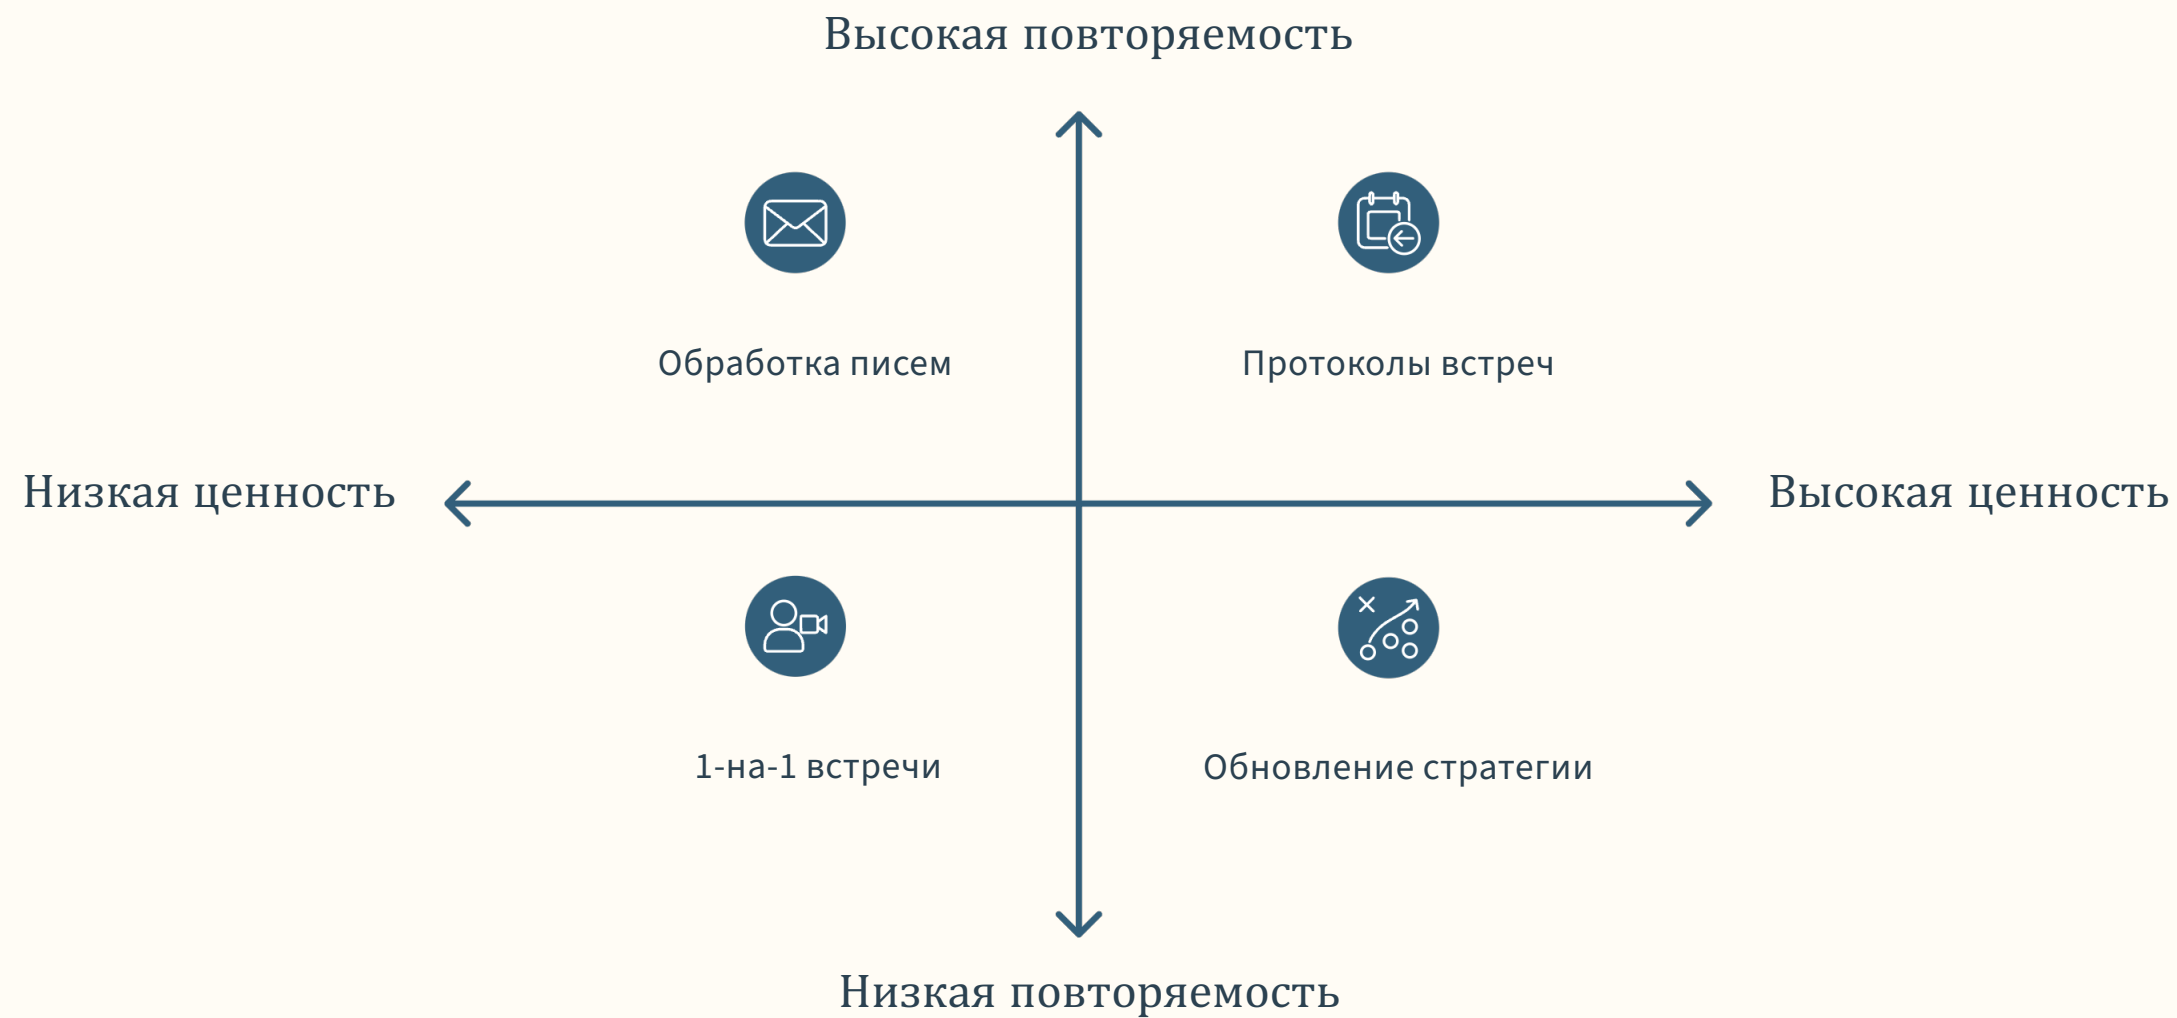 Высокая повторяемость
Обработка писем
Протоколы встреч
Низкая ценность
Высокая ценность
1-на-1 встречи
Обновление стратегии
Низкая повторяемость